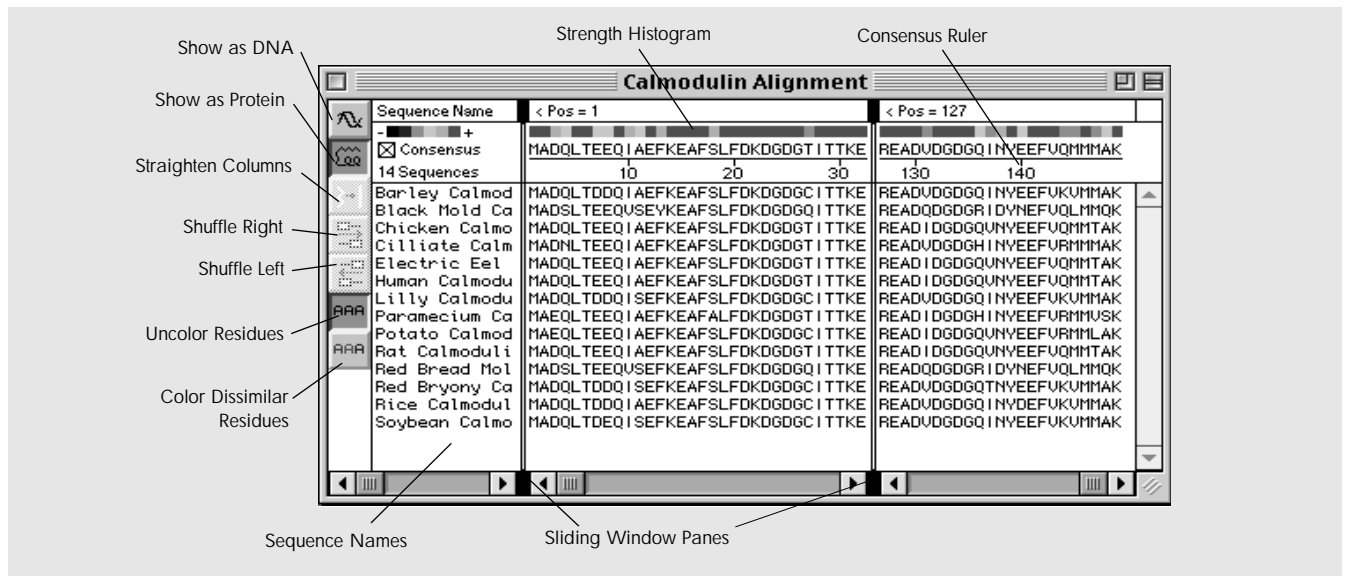 Strength Histogram
Consensus Ruler
Show as DNA
Show as Protein
Straighten Columns
Shuffle Right
Shuffle Left
Uncolor Residues
Color Dissimilar
Residues
Sequence Names
Sliding Window Panes
Calmodulin Alignment
Sequence Name < Pos = 1 < Pos = 127
- +
Consensus MADQLTEEQIAEFKEAFSLFDKDGDGTITTKE READVDGDGQINYEEFVQMMMAK
14 Sequences 10 20 30 130 140
Barley Calmod MADQLTDDQIAEFKEAFSLFDKDGDGCITTKE READVDGDGQINYEEFVKVMMAK
Black Mold Ca MADSLTEEQVSEYKEAFSLFDKDGDGQITTKE READQDGDGRIDYNEFVQLMMQK
Chicken Calmo MADQLTEEQIAEFKEAFSLFDKDGDGTITTKE READIDGDGQVNYEEFVQMMTAK
Cilliate Calm MADNLTEEQIAEFKEAFSLFDKDGDGTITTKE READVDGDGHINYEEFVRMMMAK
Electric Eel MADQLTEEQIAEFKEAFSLFDKDGDGTITTKE READIDGDGQVNYEEFVQMMTAK
Human Calmodu MADQLTEEQIAEFKEAFSLFDKDGDGTITTKE READIDGDGQVNYEEFVQMMTAK
Lilly Calmodu MADQLTDDQISEFKEAFSLFDKDGDGCITTKE READVDGDGQINYEEFVKVMMAK
Paramecium Ca MAEQLTEEQIAEFKEAFALFDKDGDGTITTKE READIDGDGHINYEEFVRMMVSK
Potato Calmod MAEQLTEEQIAEFKEAFSLFDKDGDGCITTKE READIDGDGQVNYEEFVRMMLAK
Rat Calmoduli MADQLTEEQIAEFKEAFSLFDKDGDGTITTKE READIDGDGQVNYEEFVQMMTAK
Red Bread Mol MADSLTEEQVSEFKEAFSLFDKDGDGQITTKE READQDGDGRIDYNEFVQLMMQK
Red Bryony Ca MADQLTDDQISEFKEAFSLFDKDGDGCITTKE READVDGDGQTNYEEFVKVMMAK
Rice Calmodul MADQLTDDQIAEFKEAFSLFDKDGDGCITTKE READVDGDGQINYDEFVKVMMAK
Soybean Calmo MADQLTDEQISEFKEAFSLFDKDGDGCITTKE READVDGDGQINYEEFVKVMMAK
AAA
AAA